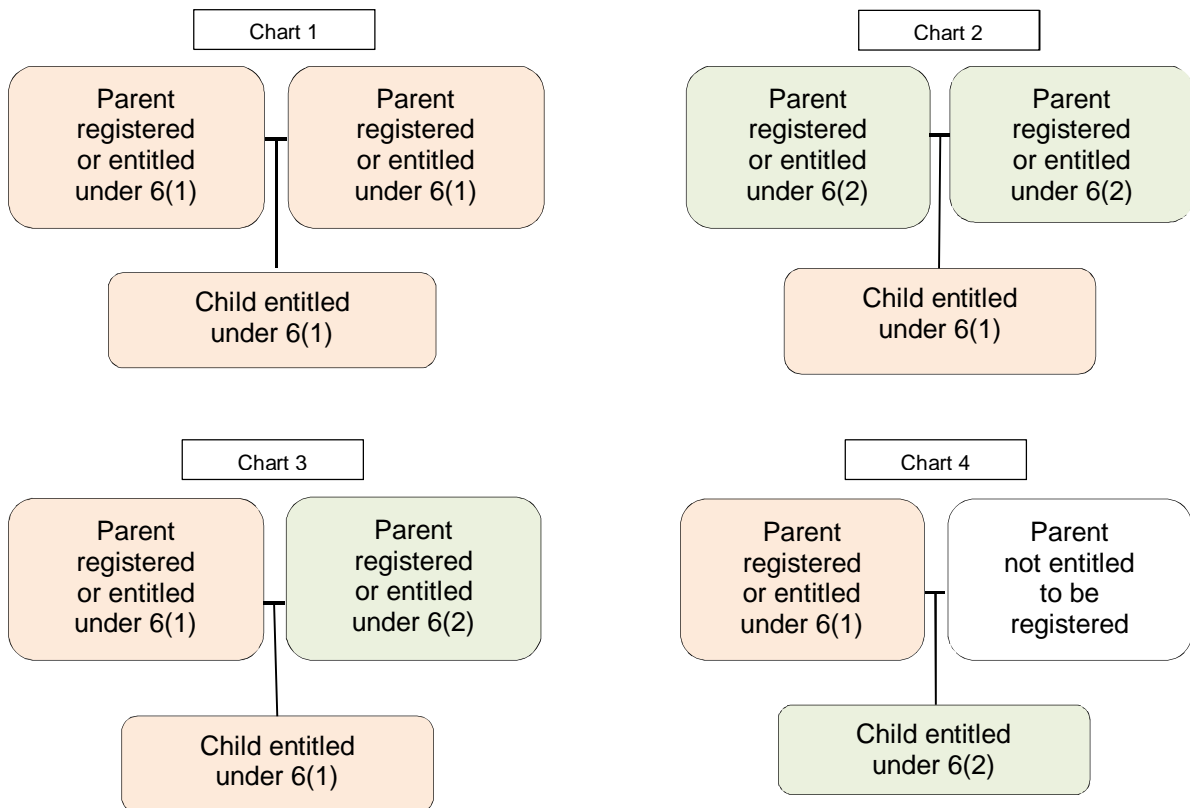 Chart 1
Parent
registered
or entitled
under 6(1)
Parent
registered
or entitled
under 6(1)
Child entitled
under 6(1)
Chart 2
Parent
registered
or entitled
under 6(2)
Parent
registered
or entitled
under 6(2)
Child entitled
under 6(1)
Chart 3
Parent
registered
or entitled
under 6(1)
Parent
registered
or entitled
under 6(2)
Child entitled
under 6(1)
Chart 4
Parent
registered
or entitled
under 6(1)
Parent
not entitled
to be
registered
Child entitled
under 6(2)